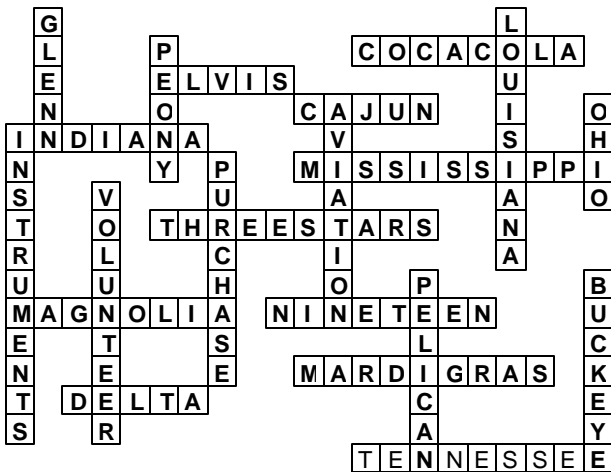 GLENN
LOUISIANA
PEONY
COCACOLA
ELVIS
CAJUN
AVIATION
OHIO
INDIANA
INSTRUMENTS
PURCHASE
MISSISSIPPI
VOLUNTEER
THREESTARS
PELICAN
BUCKEYE
MAGNOLIA
NINETEEN
MARDIGRAS
DELTA
TENNESSEE